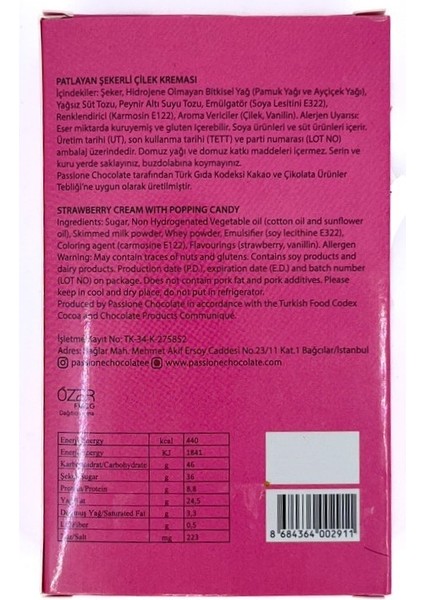 PATLAYAN ŞEKERLİ ÇİLEK KREMASI
İçindekiler: Şeker, Hidrojene Olmayan Bitkisel Yağ (Pamuk Yağı ve Ayçiçek Yağı),
Yağsız Süt Tozu, Peynir Altı Suyu Tozu, Emülgatör (Soya Lesitini E322),
Renklendirici (Karmosin E122), Aroma Vericiler (Çilek, Vanilin). Alerjen Uyarısı:
Eser miktarda kuruyemiş ve gluten içerebilir. Soya ürünleri ve süt ürünleri içerir.
Üretim tarihi (UT), son kullanma tarihi (TETT) ve parti numarası (LOT NO)
ambalaj üzerindedir. Domuz yağı ve domuz katkı maddeleri içermez. Serin ve
kuru yerde saklayınız, buzdolabına koymayınız.
Passione Chocolate tarafından Türk Gıda Kodeksi Kakao ve Çikolata Ürünler
Tebliği'ne uygun olarak üretilmiştir.
STRAWBERRY CREAM WITH POPPING CANDY
Ingredients: Sugar, Non Hydrogenated Vegetable oil (cotton oil and sunflower
oil), Skimmed milk powder, Whey powder, Emulsifier (soy lecithine E322),
Coloring agent (carmosine E122), Flavourings (strawberry, vanillin). Allergen
Warning: May contain traces of nuts and glutens. Contains soy products and
dairy products. Production date (P.D.), expiration date (E.D.) and batch number
(LOT NO) on package. Does not contain pork fat and pork additives. Please
keep in cool and dry place, do not put in refrigerator.
Produced by Passione Chocolate in accordance with the Turkish Food Codex
Cocoa and Chocolate Products Communiqué.
İşletme Kayıt No: TK-34-K-275852
Adres: Bağlar Mah. Mehmet Akif Ersoy Caddesi No.23/11 Kat.1 Bağcılar/İstanbul
passionechocolatee www.passionechocolate.com
ÖZER
Enerji/Energy kcal 440
Enerji/Energy KJ 1841
Karbonhidrat/Carbohydrate g 46
Şeker/Sugar g 36
Protein/Protein g 8,8
Yağ/Fat g 24,5
Doymuş Yağ/Saturated Fat g 3,3
Lif/Fiber g 0,5
Tuz/Salt mg 223
8 684364 002911